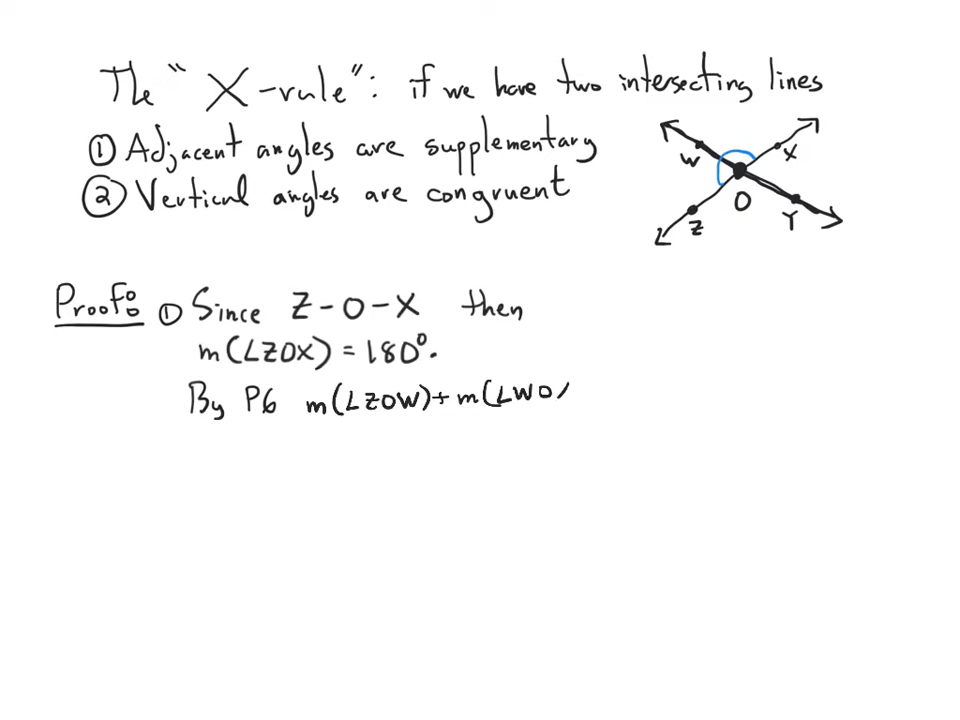 The "X-rule": if we have two intersecting lines
① Adjacent angles are supplementary
② Vertical angles are congruent
W
X
O
Z
Y
Proof: ① Since Z-O-X then
m(∠ZOX) = 180°.
By P6 m(∠ZOW) + m(∠WO